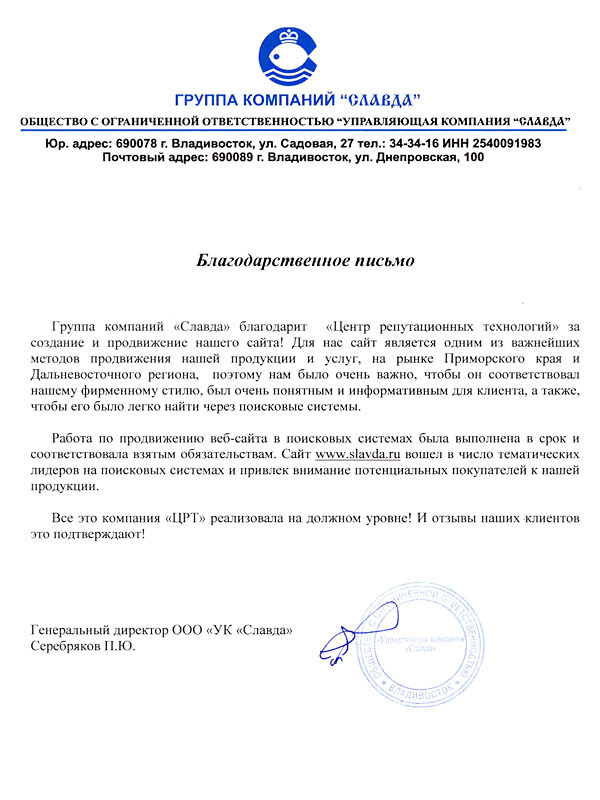 ГРУППА КОМПАНИЙ “СЛАВДА”
ОБЩЕСТВО С ОГРАНИЧЕННОЙ ОТВЕТСТВЕННОСТЬЮ “УПРАВЛЯЮЩАЯ КОМПАНИЯ “СЛАВДА”
Юр. адрес: 690078 г. Владивосток, ул. Садовая, 27 тел.: 34-34-16 ИНН 2540091983
Почтовый адрес: 690089 г. Владивосток, ул. Днепровская, 100
Благодарственное письмо
Группа компаний «Славда» благодарит «Центр репутационных технологий» за
создание и продвижение нашего сайта! Для нас сайт является одним из важнейших
методов продвижения нашей продукции и услуг, на рынке Приморского края и
Дальневосточного региона, поэтому нам было очень важно, чтобы он соответствовал
нашему фирменному стилю, был очень понятным и информативным для клиента, а также,
чтобы его было легко найти через поисковые системы.
Работа по продвижению веб-сайта в поисковых системах была выполнена в срок и
соответствовала взятым обязательствам. Сайт www.slavda.ru вошел в число тематических
лидеров на поисковых системах и привлек внимание потенциальных покупателей к нашей
продукции.
Все это компания «ЦРТ» реализовала на должном уровне! И отзывы наших клиентов
это подтверждают!
Генеральный директор ООО «УК «Славда»
Серебряков П.Ю.
ОБЩЕСТВО С ОГРАНИЧЕННОЙ ОТВЕТСТВЕННОСТЬЮ
«Управляющая компания
«Славда»
ВЛАДИВОСТОК